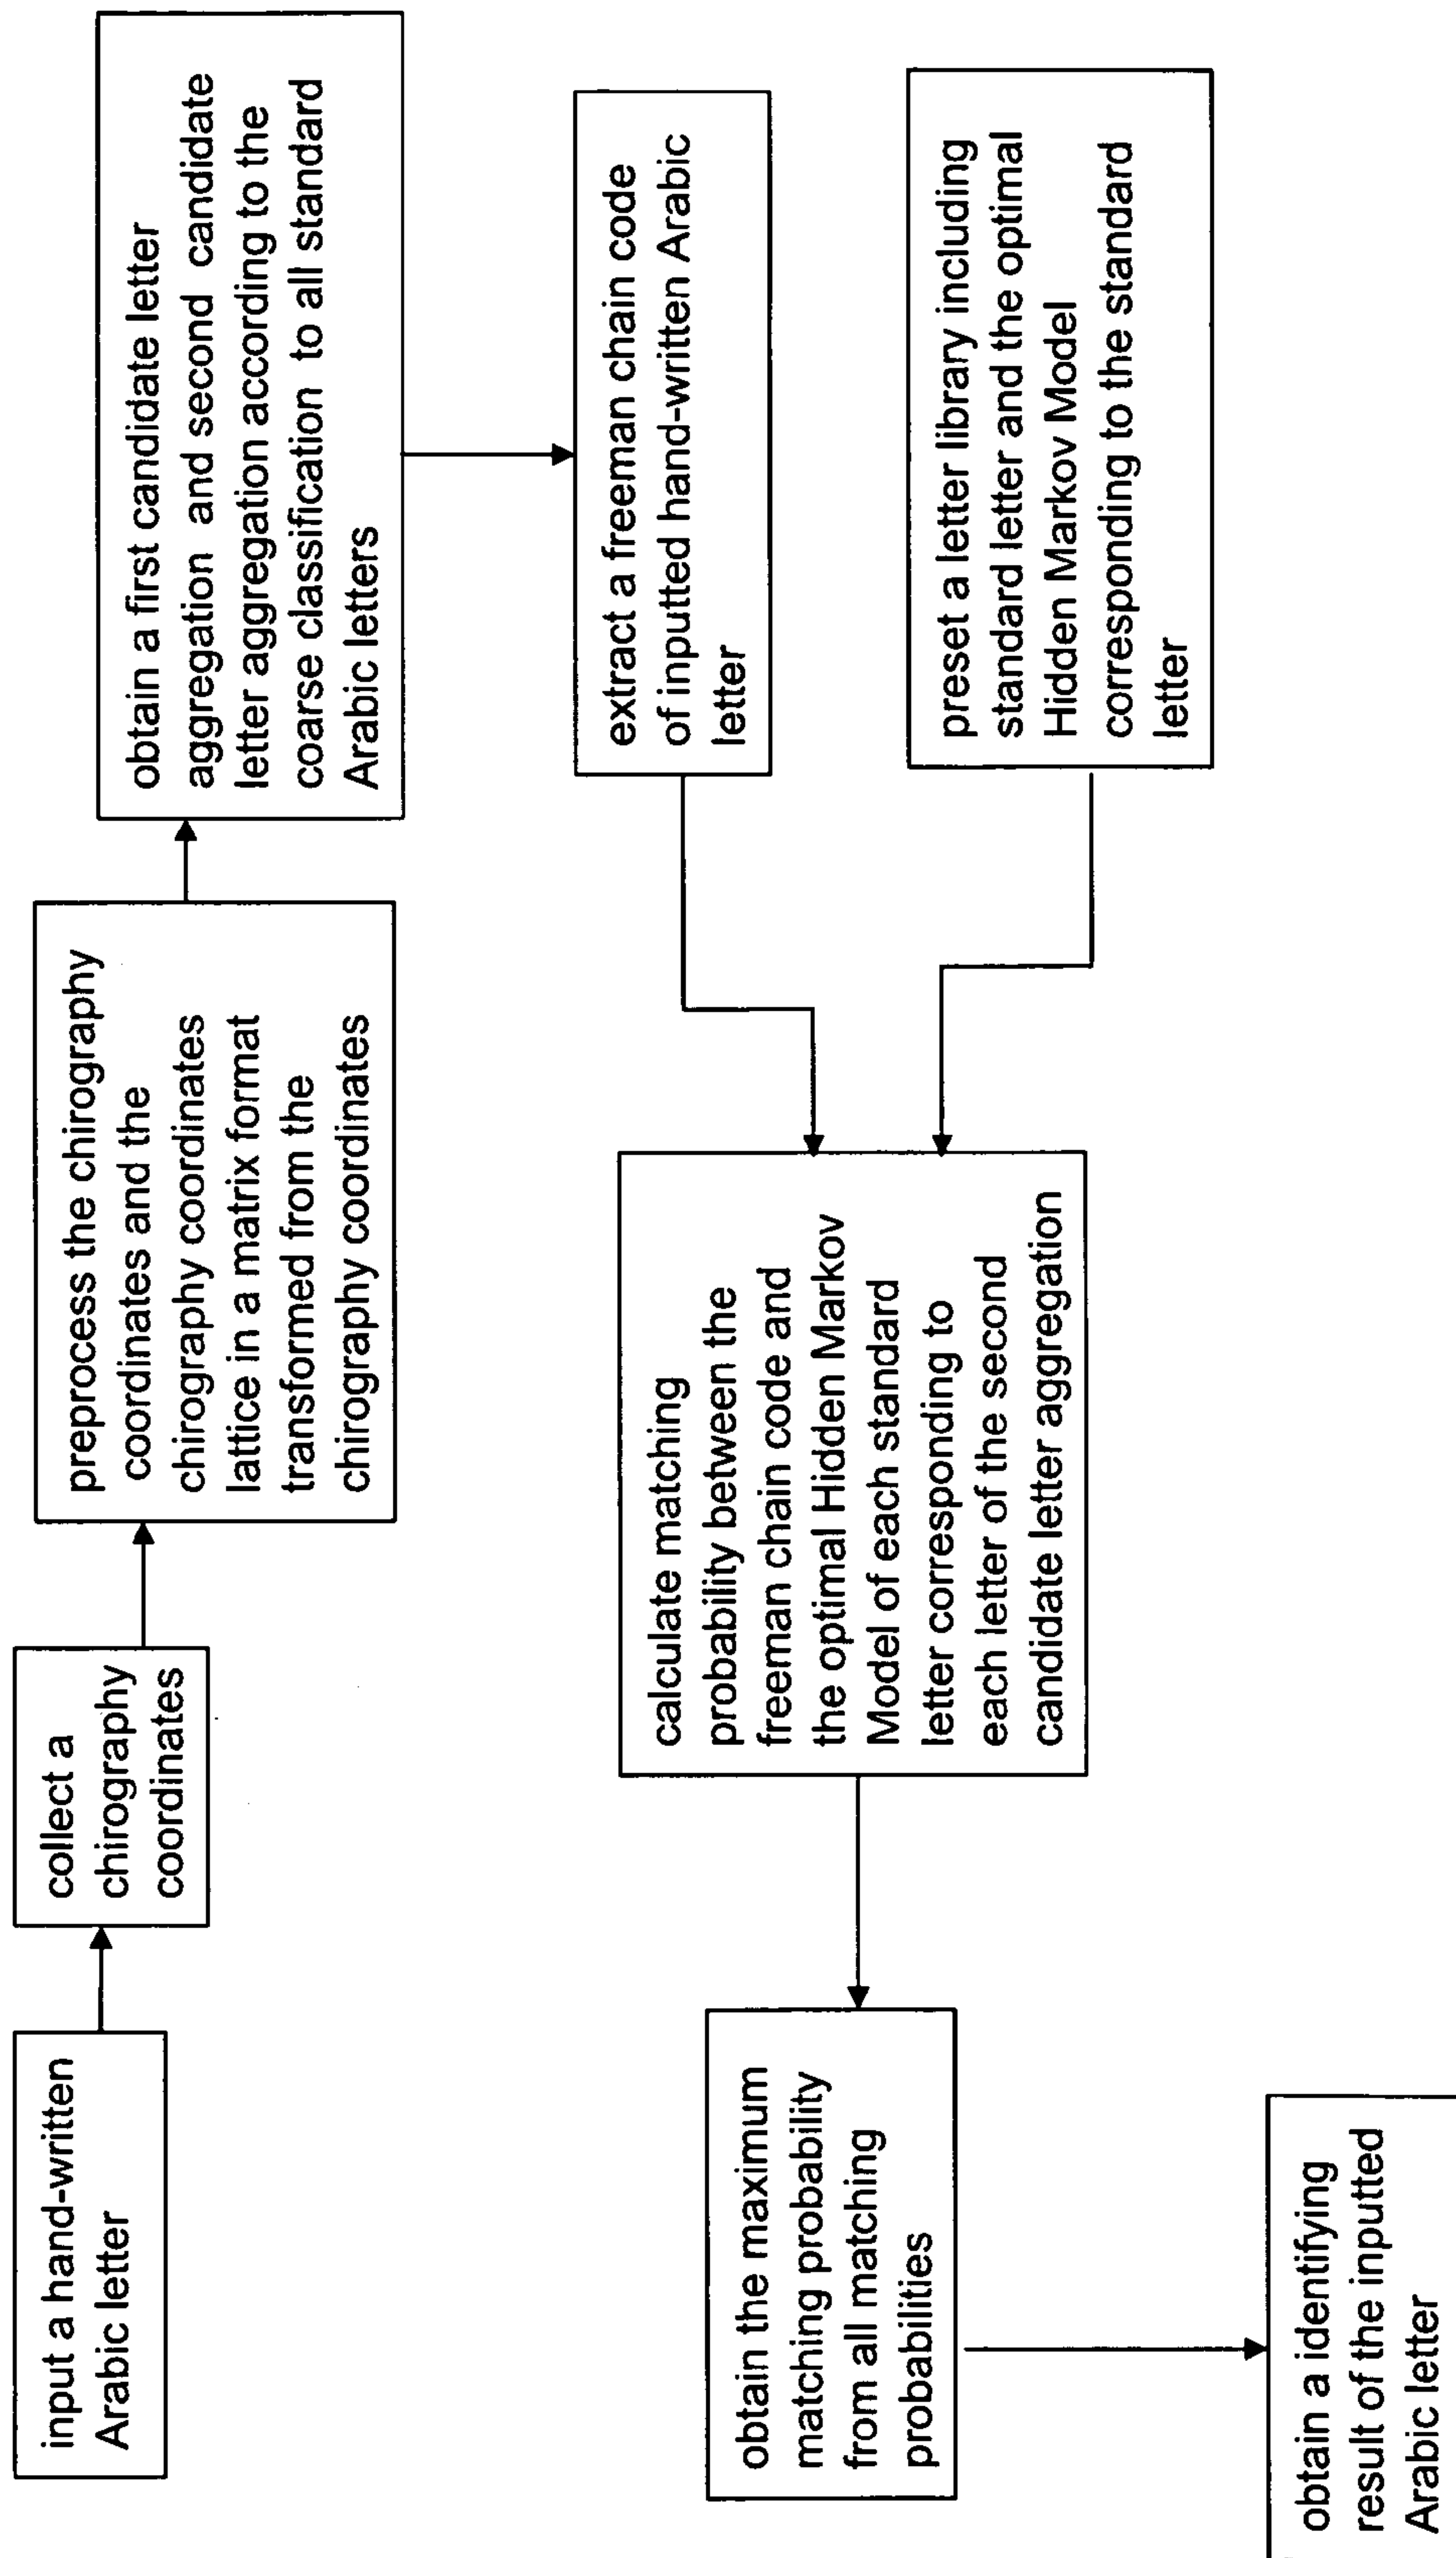 input a hand-written
Arabic letter
collect a
chirography
coordinates
preprocess the chirography
coordinates and the
chirography coordinates
lattice in a matrix format
transformed from the
chirography coordinates
obtain a first candidate letter
aggregation and second candidate
letter aggregation according to the
coarse classification to all standard
Arabic letters
extract a freeman chain code
of inputted hand-written Arabic
letter
preset a letter library including
standard letter and the optimal
Hidden Markov Model
corresponding to the standard
letter
calculate matching
probability between the
freeman chain code and
the optimal Hidden Markov
Model of each standard
letter corresponding to
each letter of the second
candidate letter aggregation
obtain the maximum
matching probability
from all matching
probabilities
obtain a identifying
result of the inputted
Arabic letter